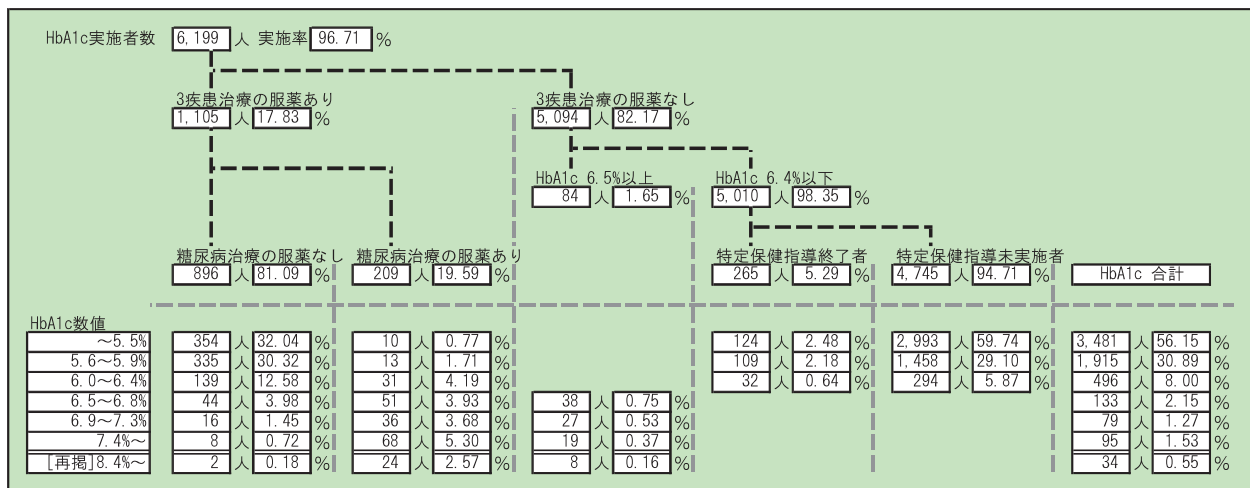 HbA1c実施者数 6,199 人 実施率 96.71 %
3疾患治療の服薬あり 3疾患治療の服薬なし
1,105 人 17.83 % 5,094 人 82.17 %
HbA1c 6.5%以上 HbA1c 6.4%以下
84 人 1.65 % 5,010 人 98.35 %
糖尿病治療の服薬なし 糖尿病治療の服薬あり 特定保健指導終了者 特定保健指導未実施者
896 人 81.09 % 209 人 19.59 % 265 人 5.29 % 4,745 人 94.71 % HbA1c 合計
HbA1c数値
～5.5% 354 人 32.04 % 10 人 0.77 % 124 人 2.48 % 2,993 人 59.74 % 3,481 人 56.15 %
5.6～5.9% 335 人 30.32 % 13 人 1.71 % 109 人 2.18 % 1,458 人 29.10 % 1,915 人 30.89 %
6.0～6.4% 139 人 12.58 % 31 人 4.19 % 32 人 0.64 % 294 人 5.87 % 496 人 8.00 %
6.5～6.8% 44 人 3.98 % 51 人 3.93 % 38 人 0.75 % 133 人 2.15 %
6.9～7.3% 16 人 1.45 % 36 人 3.68 % 27 人 0.53 % 79 人 1.27 %
7.4%～ 8 人 0.72 % 68 人 5.30 % 19 人 0.37 % 95 人 1.53 %
[再掲]8.4%～ 2 人 0.18 % 24 人 2.57 % 8 人 0.16 % 34 人 0.55 %